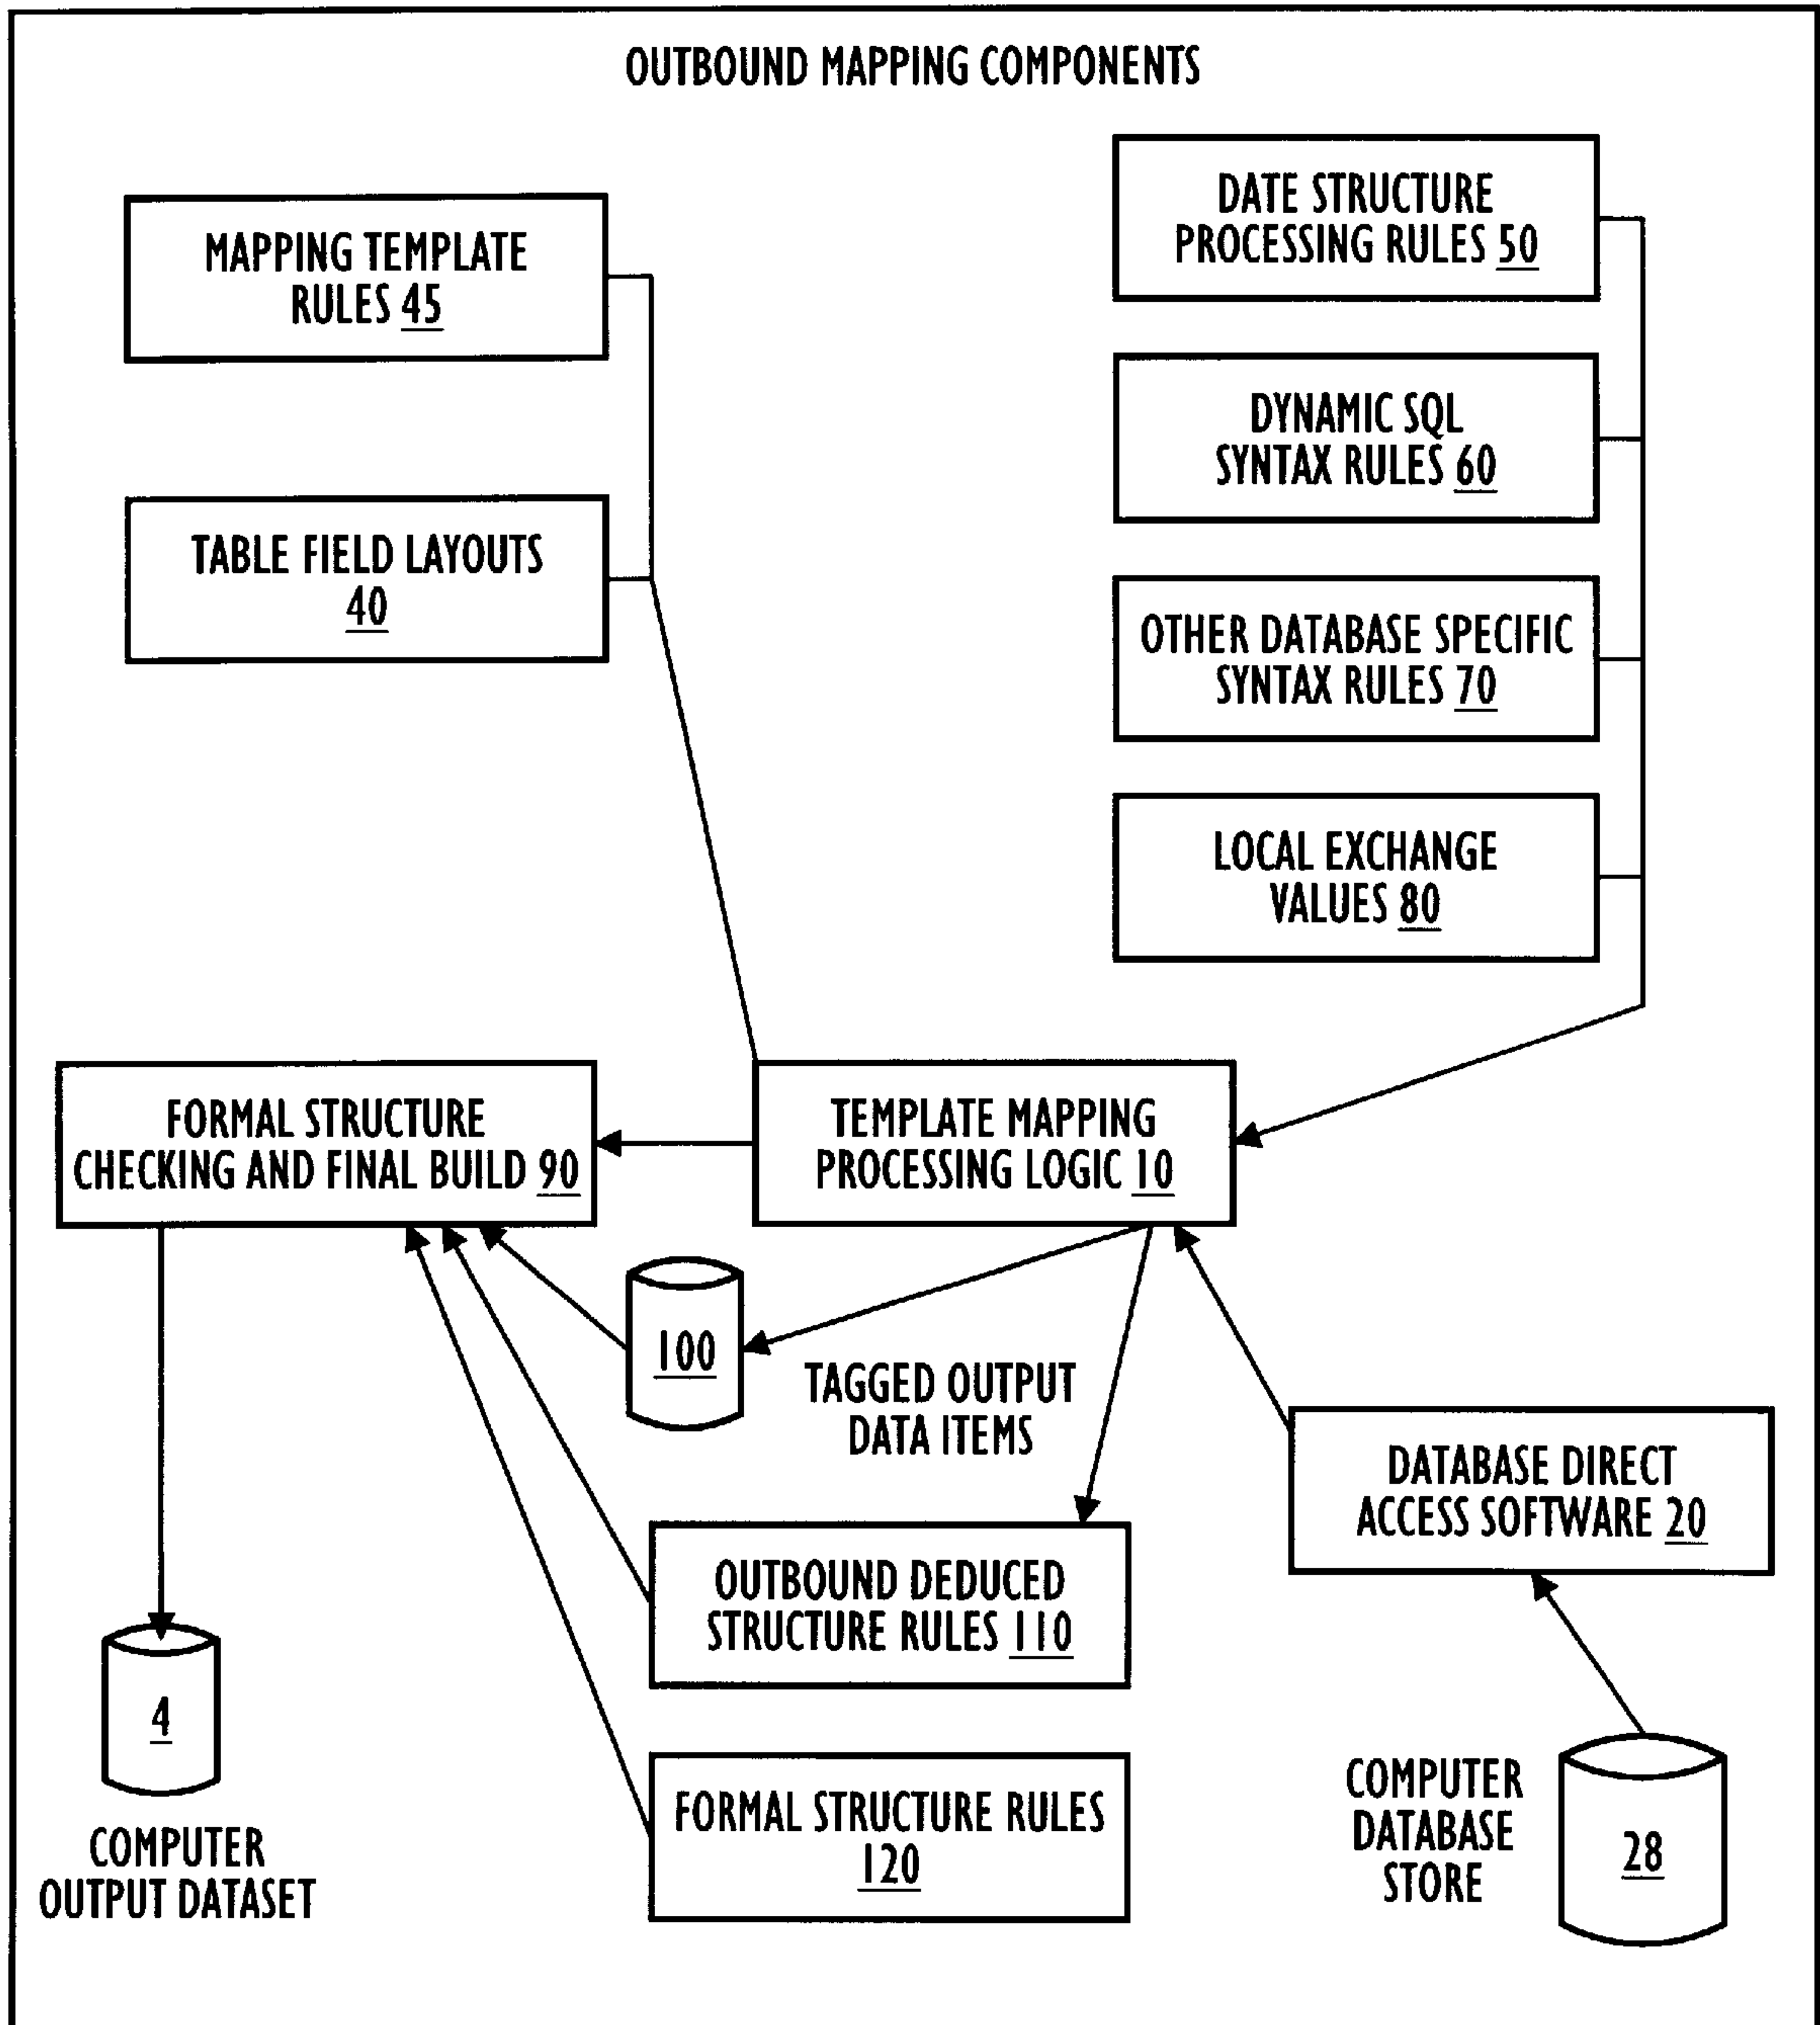 OUTBOUND MAPPING COMPONENTS
MAPPING TEMPLATE
RULES 45
TABLE FIELD LAYOUTS
40
DATE STRUCTURE
PROCESSING RULES 50
DYNAMIC SQL
SYNTAX RULES 60
OTHER DATABASE SPECIFIC
SYNTAX RULES 70
LOCAL EXCHANGE
VALUES 80
FORMAL STRUCTURE
CHECKING AND FINAL BUILD 90
TEMPLATE MAPPING
PROCESSING LOGIC 10
100
TAGGED OUTPUT
DATA ITEMS
DATABASE DIRECT
ACCESS SOFTWARE 20
OUTBOUND DEDUCED
STRUCTURE RULES 110
4
COMPUTER
OUTPUT DATASET
FORMAL STRUCTURE RULES
120
COMPUTER
DATABASE
STORE
28